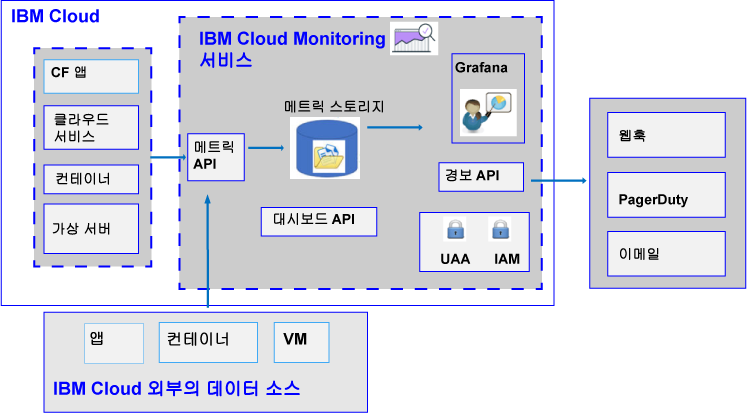 IBM Cloud
CF 앱
클라우드
서비스
컨테이너
가상 서버
IBM Cloud Monitoring
서비스
메트릭
API
메트릭 스토리지
대시보드 API
Grafana
경보 API
UAA IAM
웹훅
PagerDuty
이메일
앱
컨테이너
VM
IBM Cloud 외부의 데이터 소스